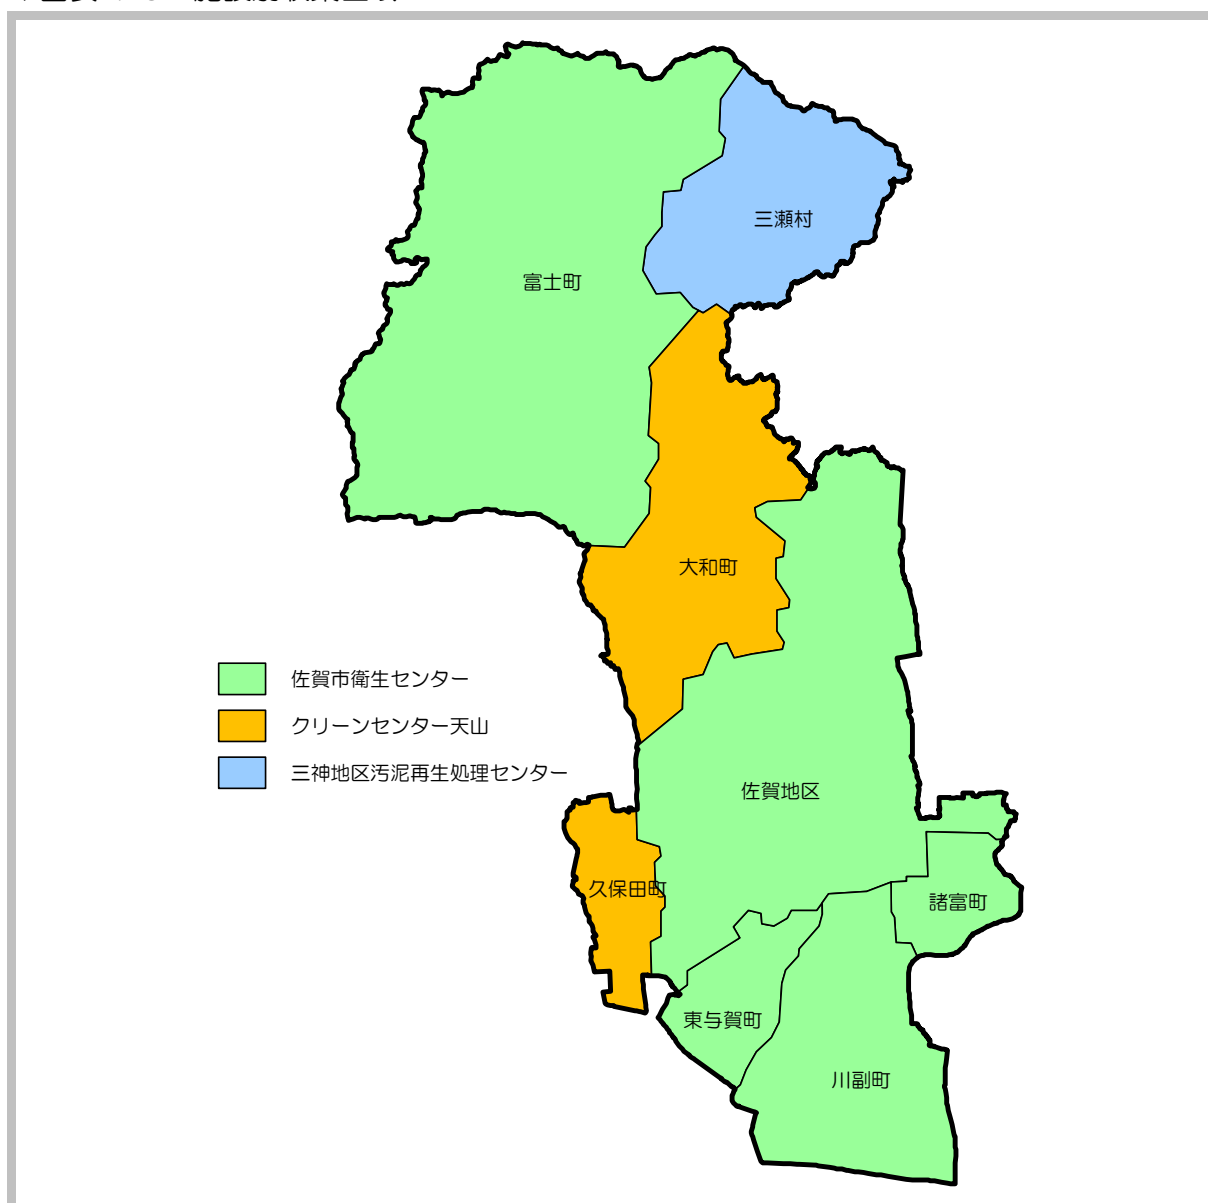 三瀬村
富士町
大和町
佐賀市衛生センター
クリーンセンター天山
三神地区汚泥再生処理センター
佐賀地区
久保田町
諸富町
東与賀町
川副町